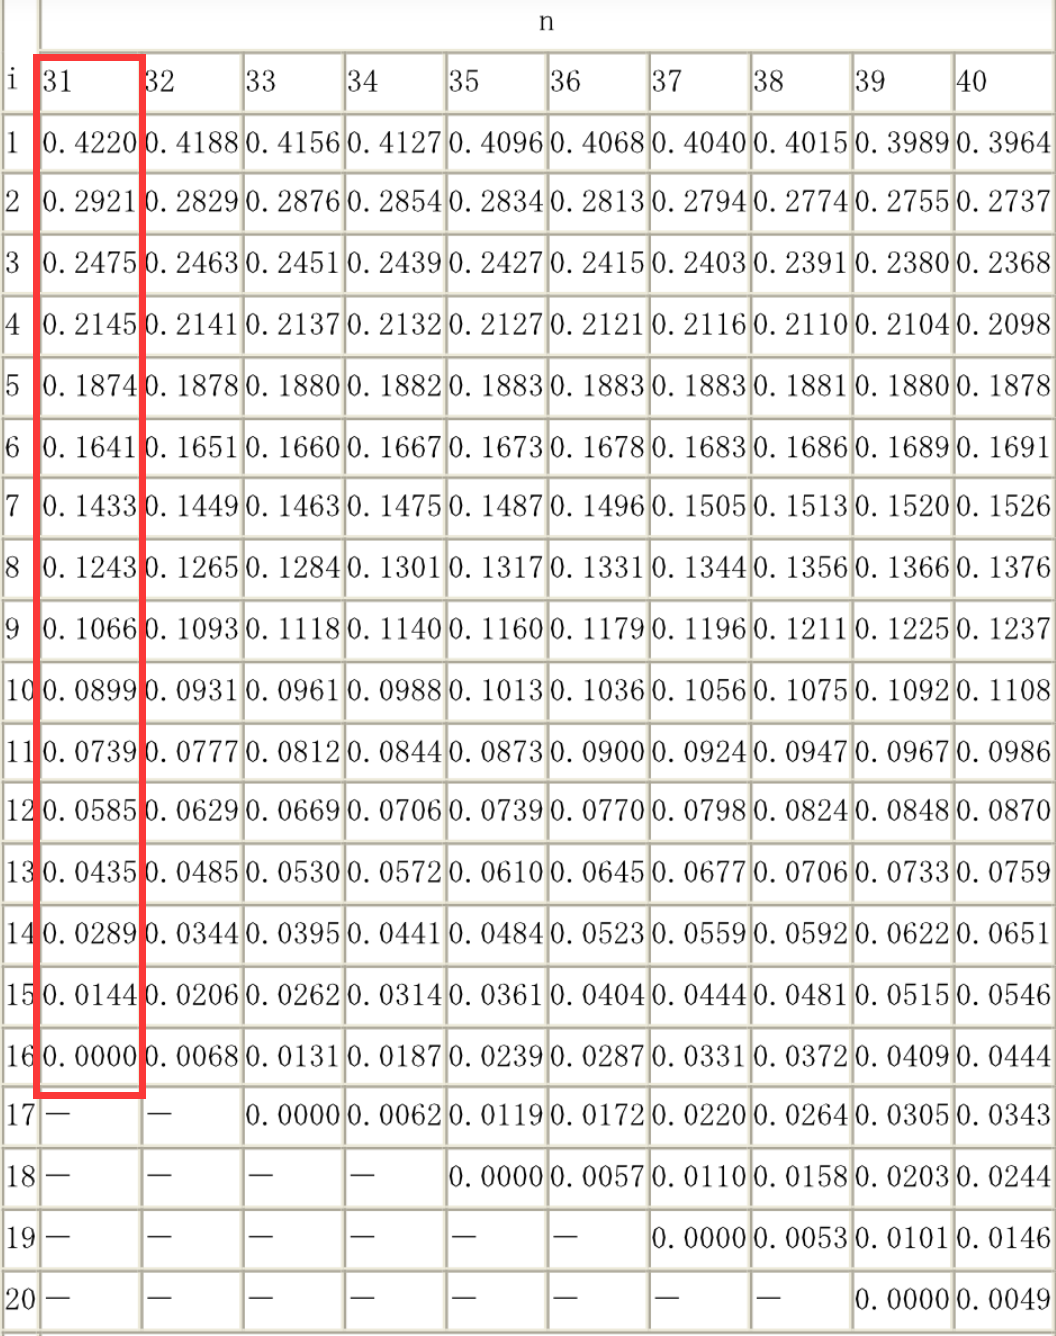 n
i 31 32 33 34 35 36 37 38 39 40
1 0.4220 0.4188 0.4156 0.4127 0.4096 0.4068 0.4040 0.4015 0.3989 0.3964
2 0.2921 0.2829 0.2876 0.2854 0.2834 0.2813 0.2794 0.2774 0.2755 0.2737
3 0.2475 0.2463 0.2451 0.2439 0.2427 0.2415 0.2403 0.2391 0.2380 0.2368
4 0.2145 0.2141 0.2137 0.2132 0.2127 0.2121 0.2116 0.2110 0.2104 0.2098
5 0.1874 0.1878 0.1880 0.1882 0.1883 0.1883 0.1883 0.1881 0.1880 0.1878
6 0.1641 0.1651 0.1660 0.1667 0.1673 0.1678 0.1683 0.1686 0.1689 0.1691
7 0.1433 0.1449 0.1463 0.1475 0.1487 0.1496 0.1505 0.1513 0.1520 0.1526
8 0.1243 0.1265 0.1284 0.1301 0.1317 0.1331 0.1344 0.1356 0.1366 0.1376
9 0.1066 0.1093 0.1118 0.1140 0.1160 0.1179 0.1196 0.1211 0.1225 0.1237
10 0.0899 0.0931 0.0961 0.0988 0.1013 0.1036 0.1056 0.1075 0.1092 0.1108
11 0.0739 0.0777 0.0812 0.0844 0.0873 0.0900 0.0924 0.0947 0.0967 0.0986
12 0.0585 0.0629 0.0669 0.0706 0.0739 0.0770 0.0798 0.0824 0.0848 0.0870
13 0.0435 0.0485 0.0530 0.0572 0.0610 0.0645 0.0677 0.0706 0.0733 0.0759
14 0.0289 0.0344 0.0395 0.0441 0.0484 0.0523 0.0559 0.0592 0.0622 0.0651
15 0.0144 0.0206 0.0262 0.0314 0.0361 0.0404 0.0444 0.0481 0.0515 0.0546
16 0.0000 0.0068 0.0131 0.0187 0.0239 0.0287 0.0331 0.0372 0.0409 0.0444
17 — — 0.0000 0.0062 0.0119 0.0172 0.0220 0.0264 0.0305 0.0343
18 — — — — 0.0000 0.0057 0.0110 0.0158 0.0203 0.0244
19 — — — — — — 0.0000 0.0053 0.0101 0.0146
20 — — — — — — — — 0.0000 0.0049